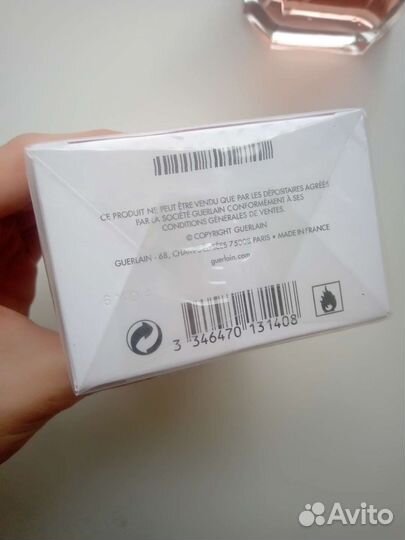 CE PRODUIT NE PEUT ÊTRE VENDU QUE PAR LES DÉPOSITAIRES AGRÉÉS
PAR LA SOCIÉTÉ GUERLAIN CONFORMÉMENT À SES
CONDITIONS GÉNÉRALES DE VENTES.
© COPYRIGHT GUERLAIN
GUERLAIN - 68, CHAMPS-ELYSÉES 75008 PARIS • MADE IN FRANCE
guerlain.com
3 346470 131408
Avito